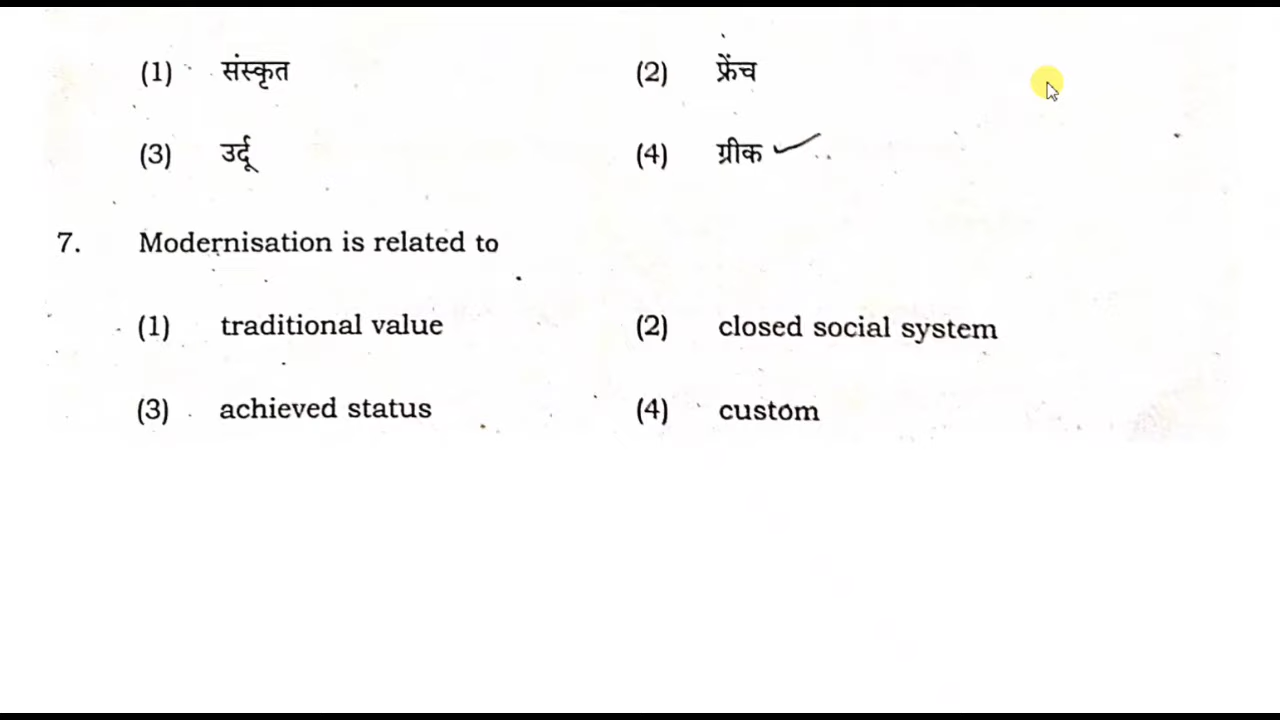 (1) संस्कृत (2) फ्रेंच
(3) उर्दू (4) ग्रीक
7. Modernisation is related to
(1) traditional value (2) closed social system
(3) achieved status (4) custom